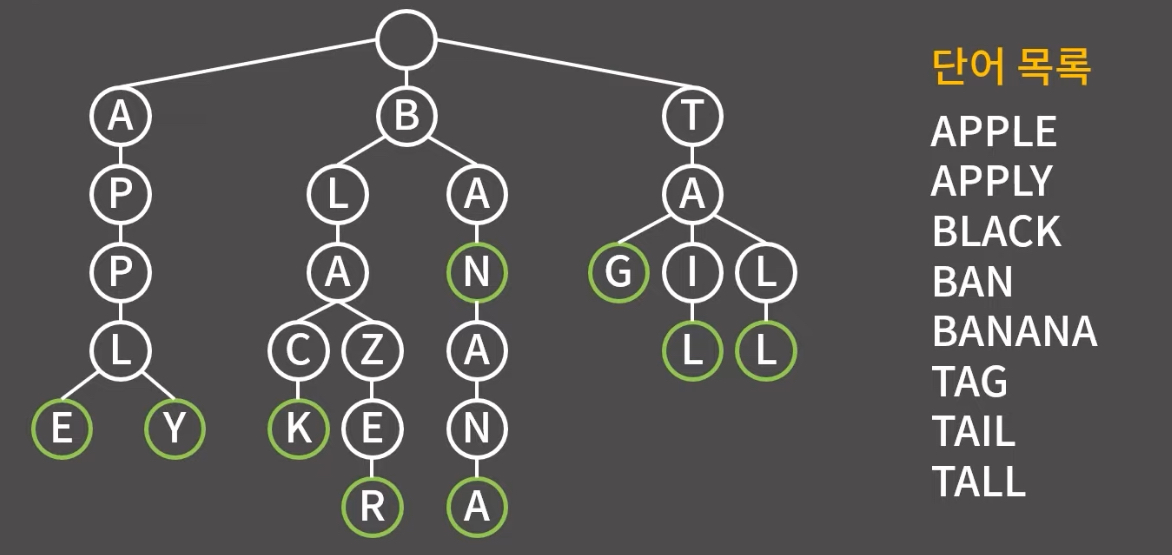 A B T
P L A A
P A N G I L
L C Z A L L
E Y K E N
R A
단어 목록
APPLE
APPLY
BLACK
BAN
BANANA
TAG
TAIL
TALL